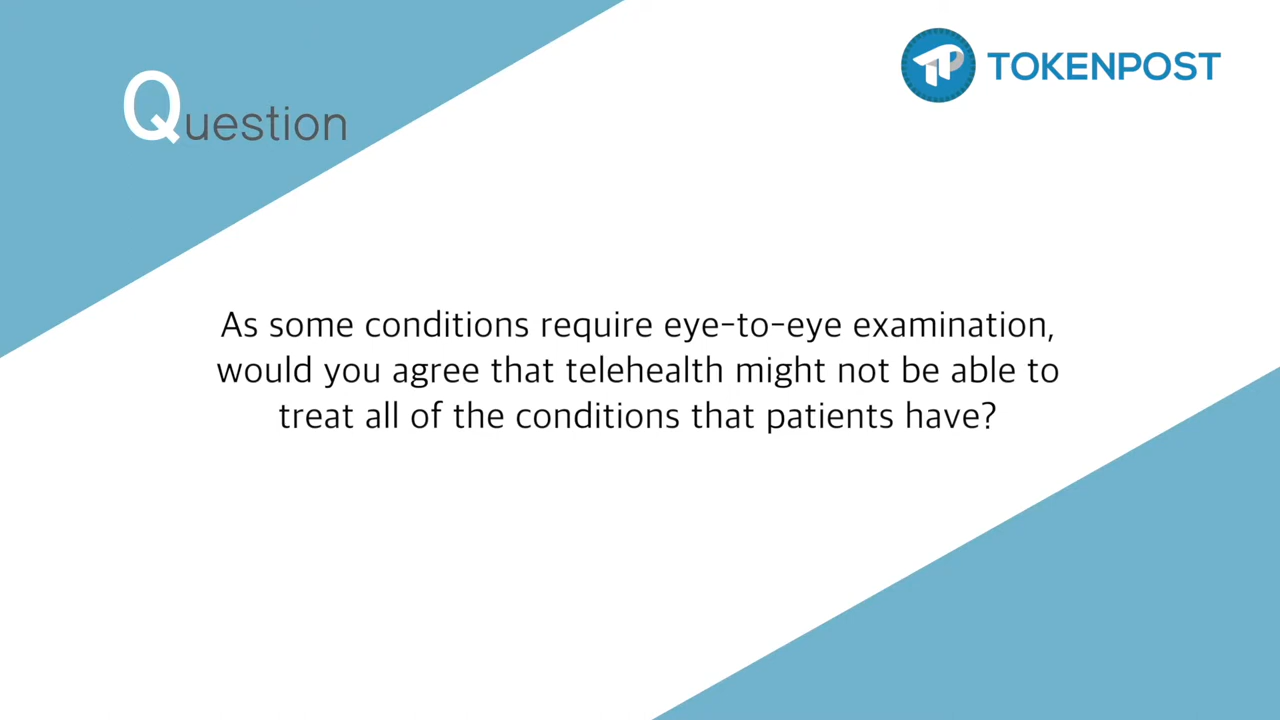 TOKENPOST
Question
As some conditions require eye-to-eye examination,
would you agree that telehealth might not be able to
treat all of the conditions that patients have?